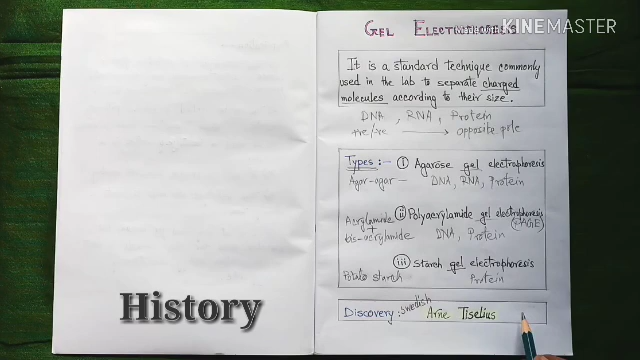 KINEMASTER
GEL ELECTROPHORESIS
It is a standard technique commonly
used in the lab to separate charged
molecules according to their size.
DNA, RNA, Protein
+ve/-ve → opposite pole
Types:- (i) Agarose gel electrophoresis
Agar-agar - DNA, RNA, Protein
Acrylamide (ii) Polyacrylamide gel electrophoresis
+ (PAGE)
bis-acrylamide DNA, Protein
(iii) Starch gel electrophoresis
Potato starch Protein
History
Swedish
Discovery: Arne Tiselius